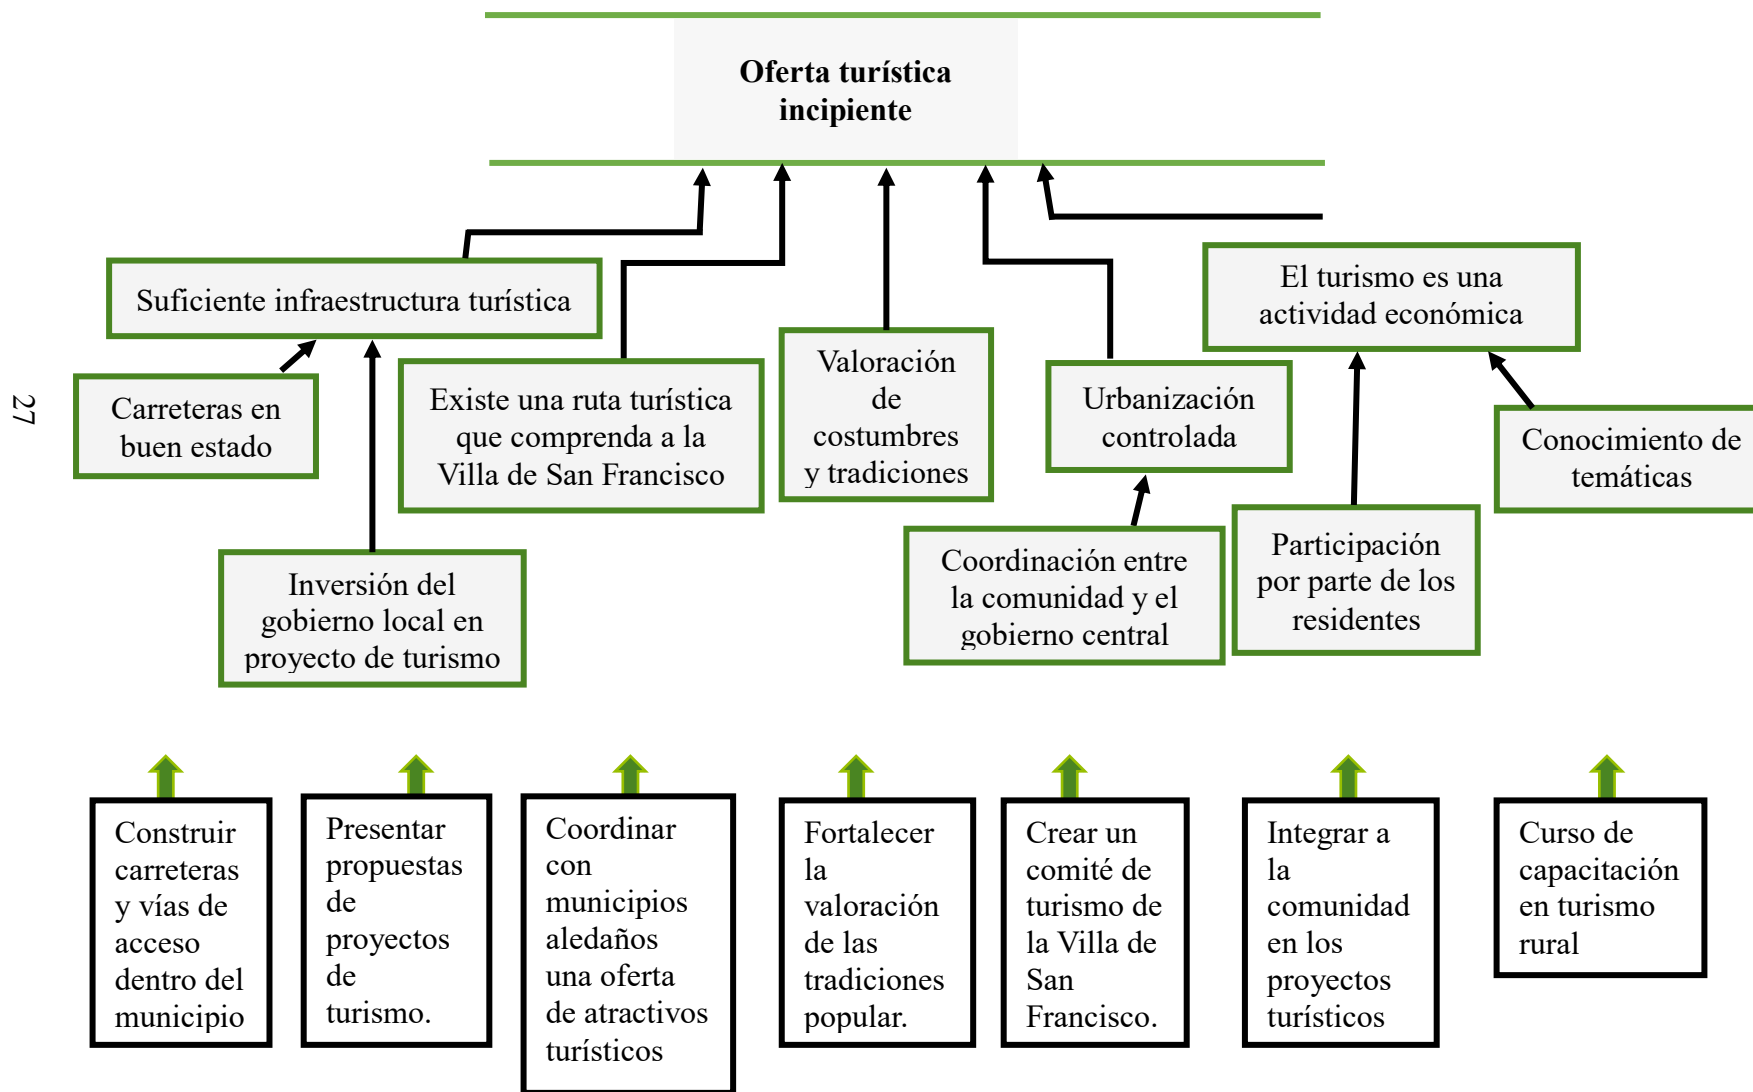 Oferta turística
incipiente
Suficiente infraestructura turística
El turismo es una
actividad económica
Carreteras en
buen estado
Existe una ruta turística
que comprenda a la
Villa de San Francisco
Valoración
de
costumbres
y tradiciones
Urbanización
controlada
Conocimiento de
temáticas
Inversión del
gobierno local en
proyecto de turismo
Coordinación entre
la comunidad y el
gobierno central
Participación
por parte de los
residentes
Construir
carreteras
y vías de
acceso
dentro del
municipio
Presentar
propuestas
de
proyectos
de
turismo.
Coordinar
con
municipios
aledaños
una oferta
de atractivos
turísticos
Fortalecer
la
valoración
de las
tradiciones
popular.
Crear un
comité de
turismo de
la Villa de
San
Francisco.
Integrar a
la
comunidad
en los
proyectos
turísticos
Curso de
capacitación
en turismo
rural
27